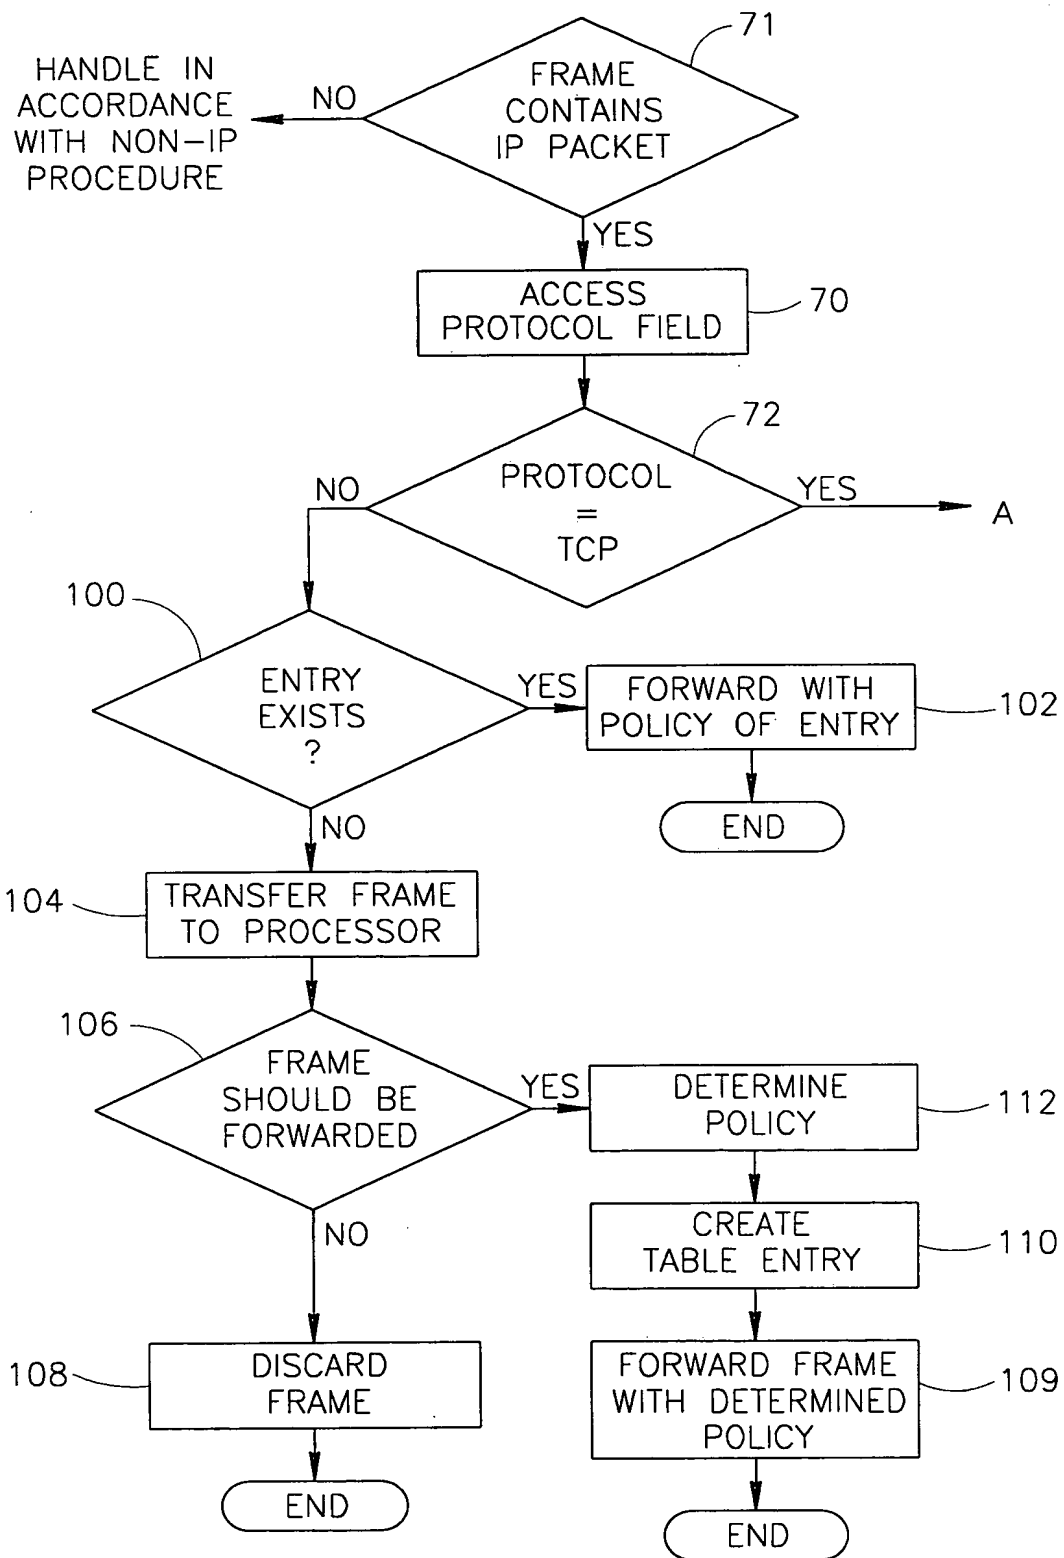 71
FRAME
CONTAINS
IP PACKET
NO
HANDLE IN
ACCORDANCE
WITH NON-IP
PROCEDURE
YES
ACCESS
PROTOCOL FIELD
70
72
PROTOCOL
=
TCP
NO
YES
A
100
ENTRY
EXISTS
?
YES
FORWARD WITH
POLICY OF ENTRY
102
END
NO
104
TRANSFER FRAME
TO PROCESSOR
106
FRAME
SHOULD BE
FORWARDED
YES
DETERMINE
POLICY
112
CREATE
TABLE ENTRY
110
NO
108
DISCARD
FRAME
FORWARD FRAME
WITH DETERMINED
POLICY
109
END
END